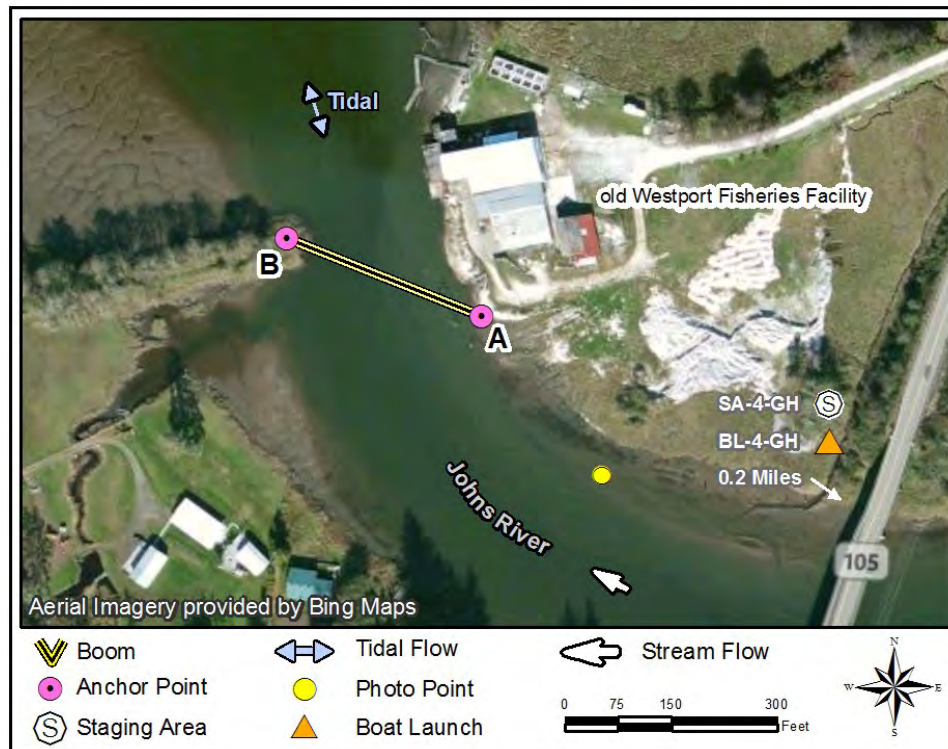 Tidal
old Westport Fisheries Facility
B
A
SA-4-GH S
BL-4-GH
0.2 Miles
Johns River
105
Aerial Imagery provided by Bing Maps
Boom
Tidal Flow
Stream Flow
Anchor Point
Photo Point
S Staging Area
Boat Launch
0 75 150 300
Feet
N
W E
S